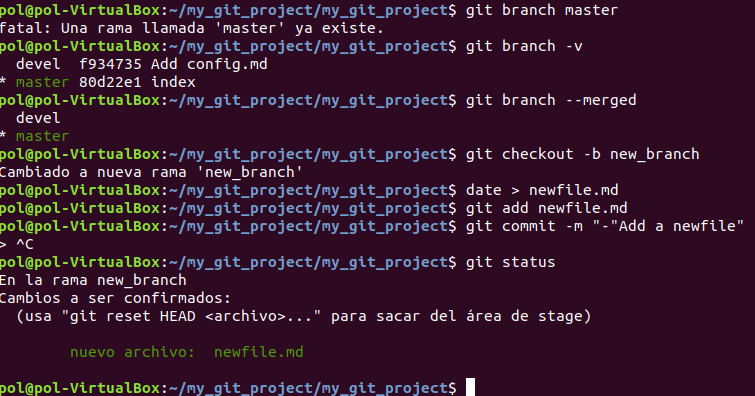 pol@pol-VirtualBox:~/my_git_project/my_git_project$ git branch master
fatal: Una rama llamada 'master' ya existe.
pol@pol-VirtualBox:~/my_git_project/my_git_project$ git branch -v
  devel  f934735 Add config.md
* master 80d22e1 index
pol@pol-VirtualBox:~/my_git_project/my_git_project$ git branch --merged
  devel
* master
pol@pol-VirtualBox:~/my_git_project/my_git_project$ git checkout -b new_branch
Cambiado a nueva rama 'new_branch'
pol@pol-VirtualBox:~/my_git_project/my_git_project$ date > newfile.md
pol@pol-VirtualBox:~/my_git_project/my_git_project$ git add newfile.md
pol@pol-VirtualBox:~/my_git_project/my_git_project$ git commit -m "-"Add a newfile"
> ^C
pol@pol-VirtualBox:~/my_git_project/my_git_project$ git status
En la rama new_branch
Cambios a ser confirmados:
  (usa "git reset HEAD <archivo>..." para sacar del área de stage)
        nuevo archivo:  newfile.md
pol@pol-VirtualBox:~/my_git_project/my_git_project$